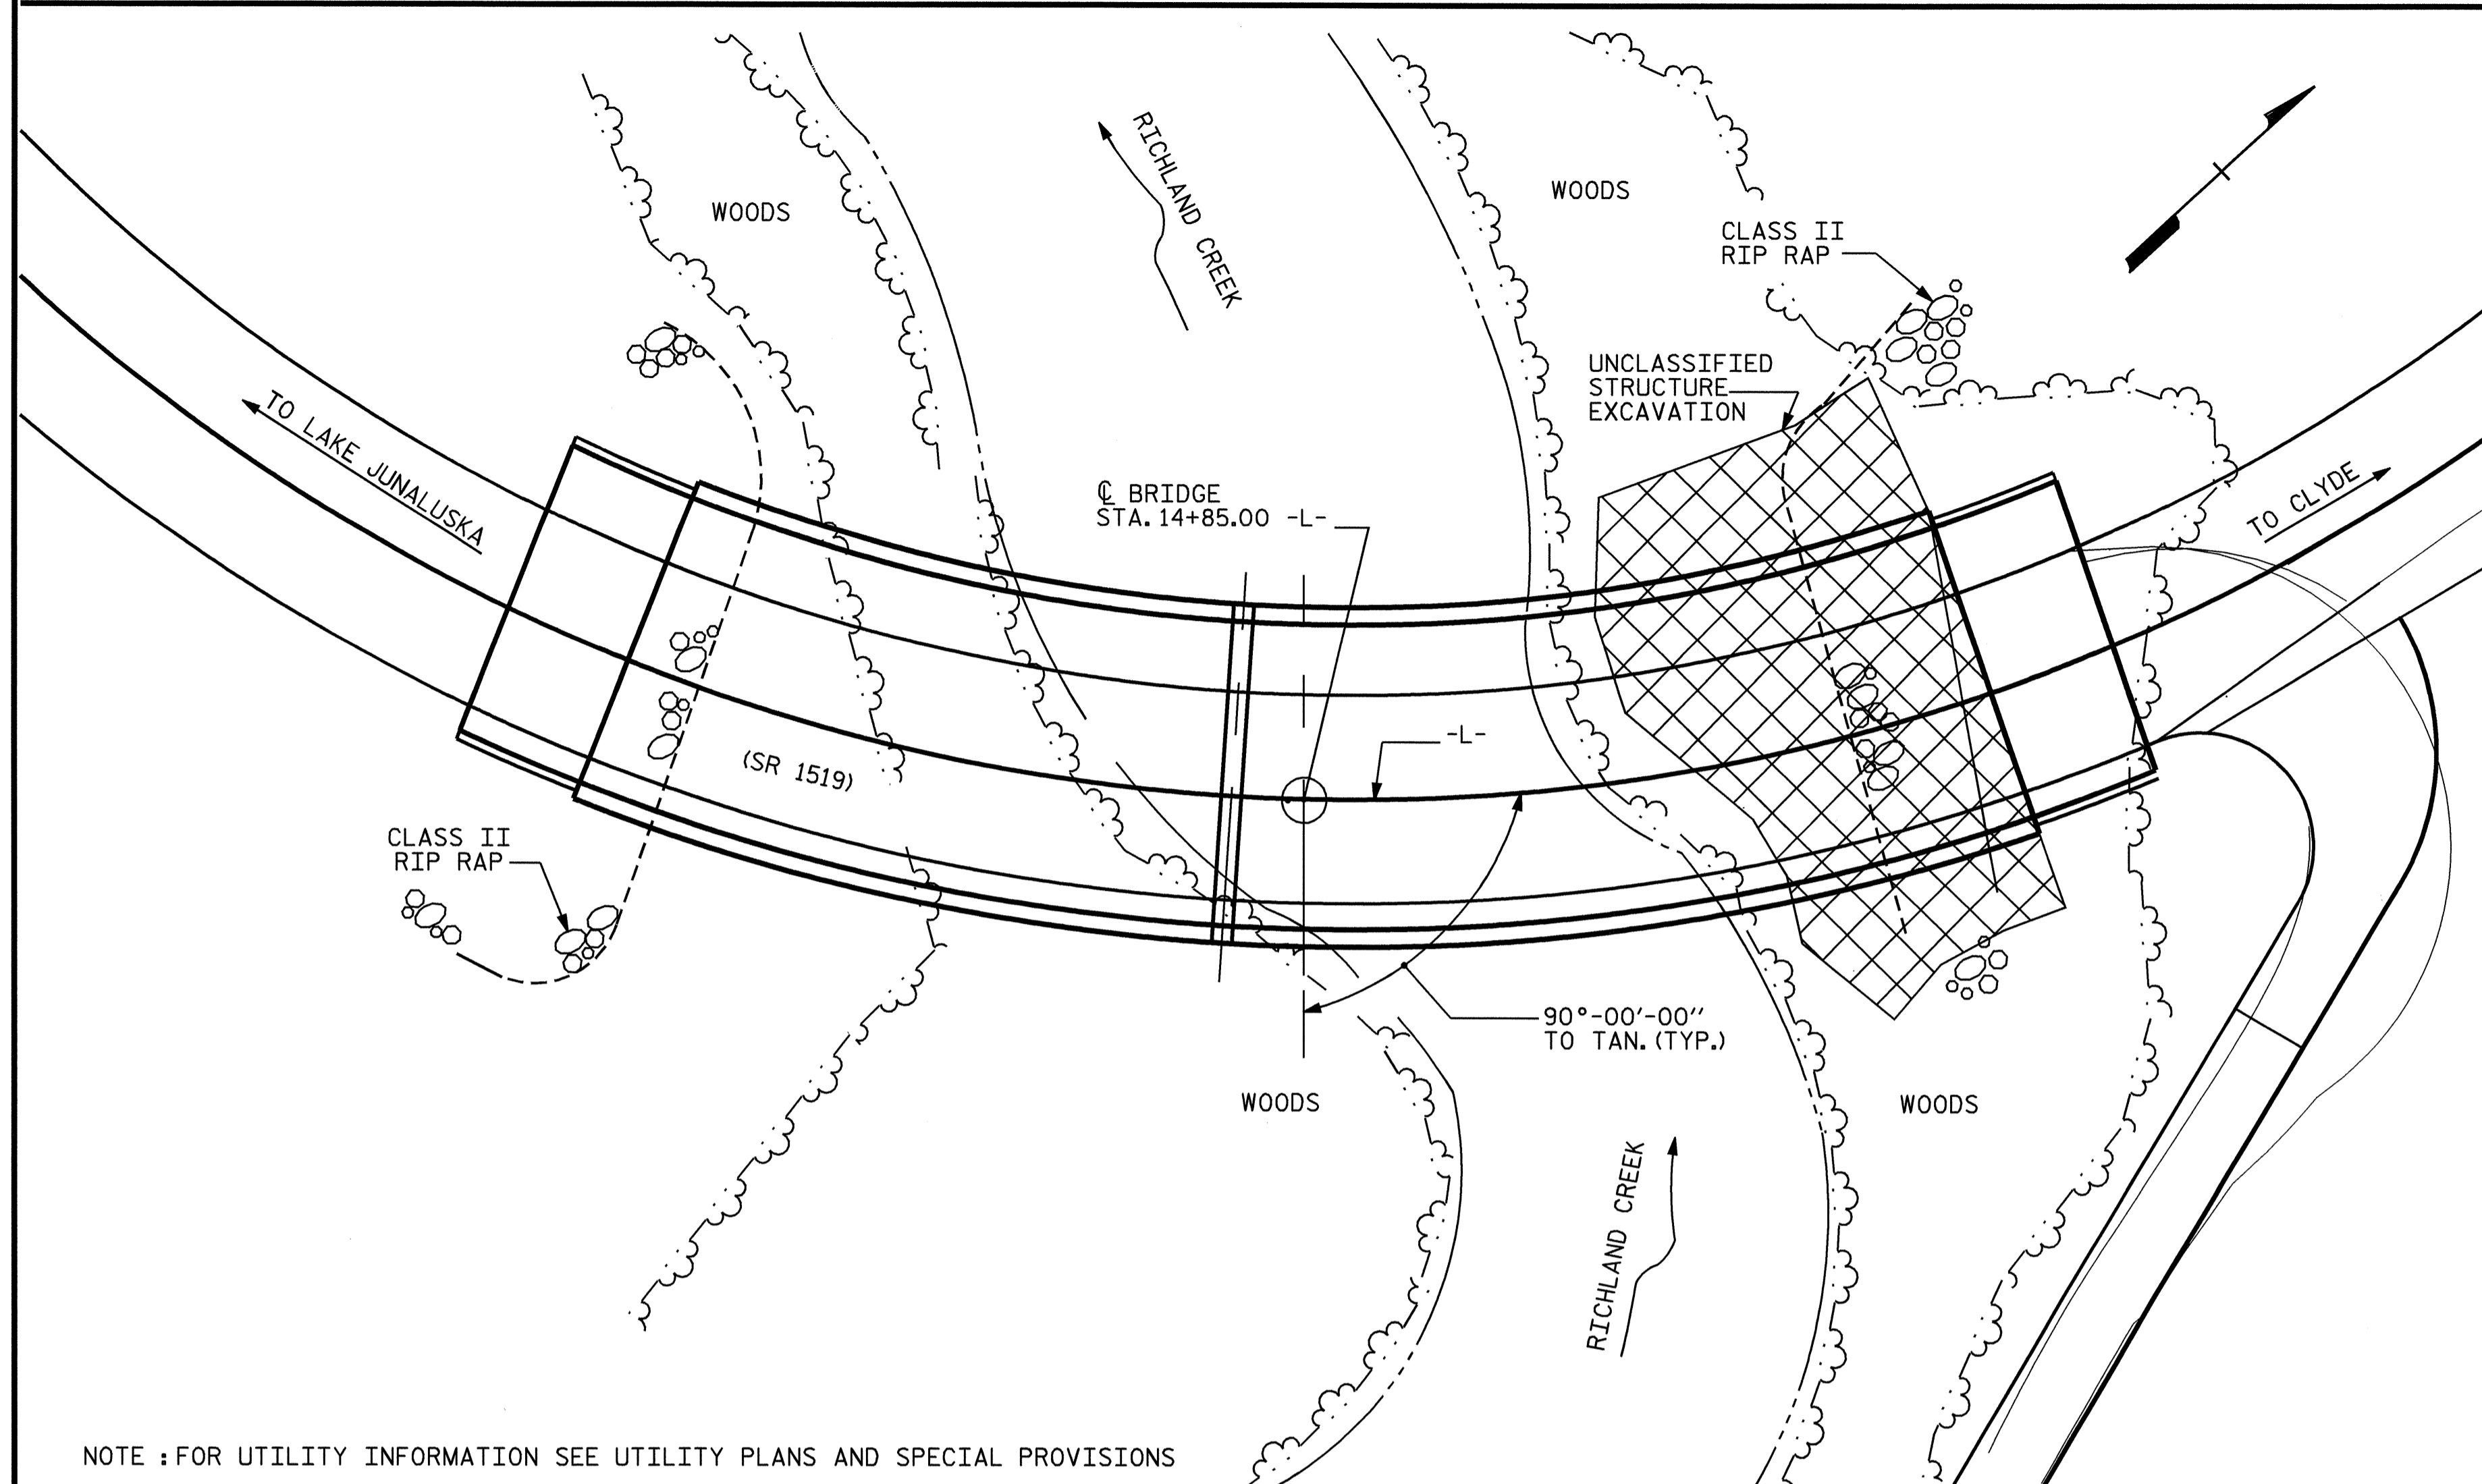 RICHLAND CREEK
WOODS
WOODS
CLASS II
RIP RAP
UNCLASSIFIED
STRUCTURE
EXCAVATION
TO LAKE JUNALUSKA
TO CLYDE
℄ BRIDGE
STA. 14+85.00 -L-
-L-
(SR 1519)
CLASS II
RIP RAP
90°-00'-00"
TO TAN. (TYP.)
WOODS
WOODS
RICHLAND CREEK
NOTE : FOR UTILITY INFORMATION SEE UTILITY PLANS AND SPECIAL PROVISIONS